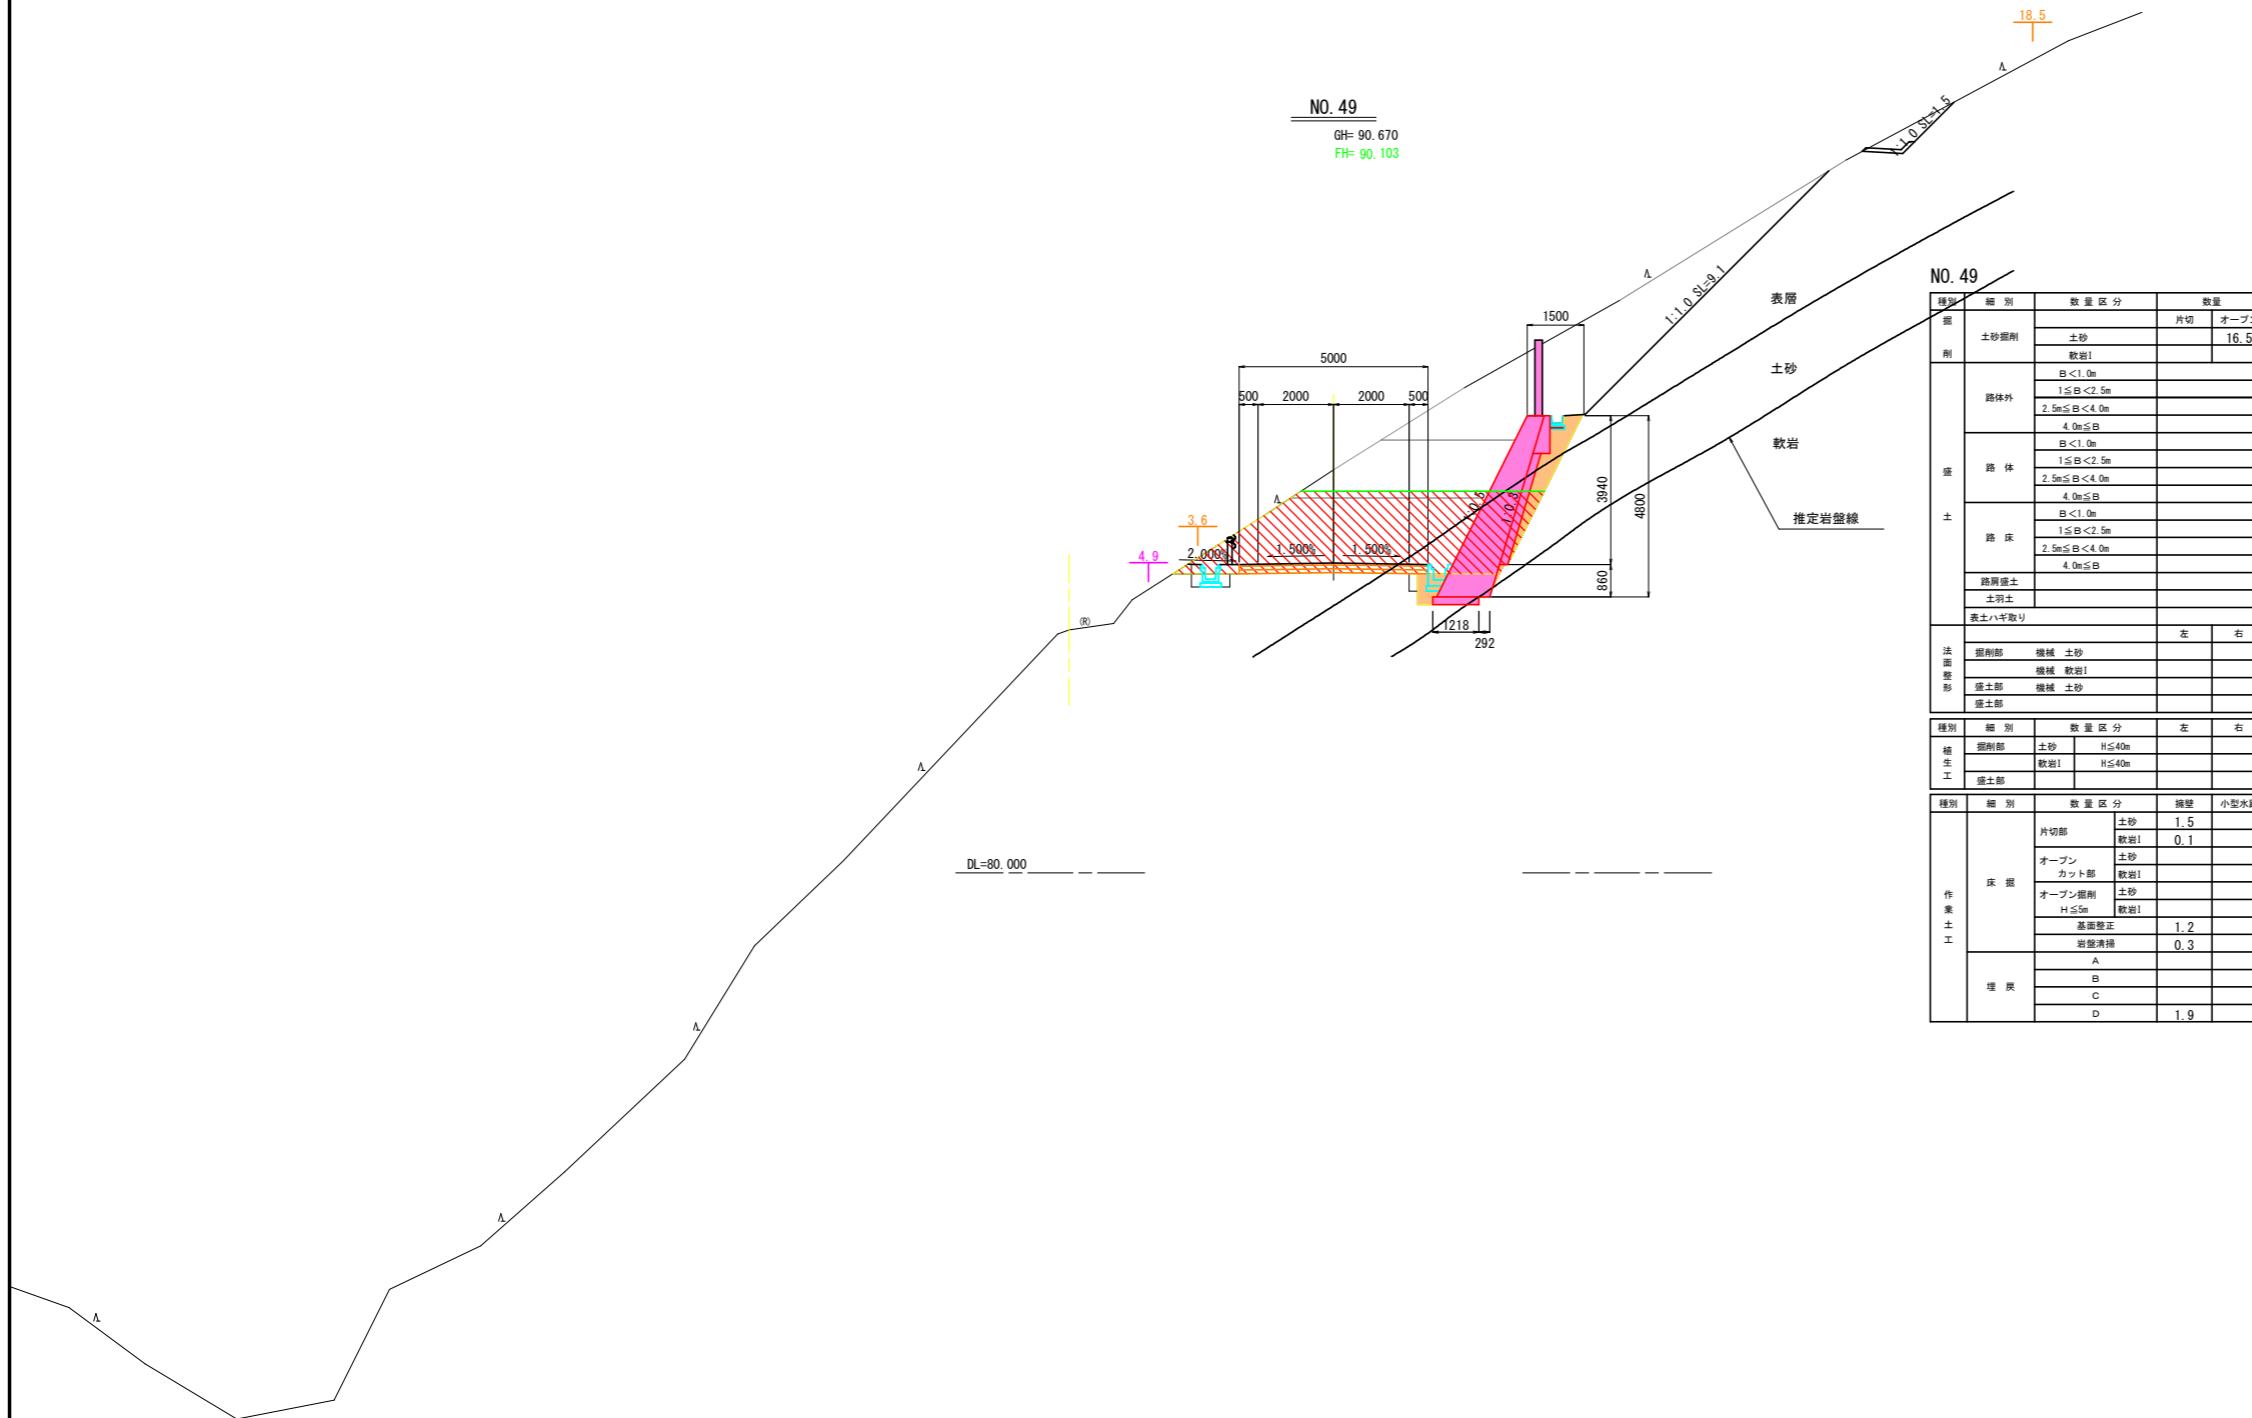 18.5
NO. 49
GH= 90.670
FH= 90.103
1:1.0 SL=1.5
1:1.0 SL=9.1
表層
土砂
軟岩
推定岩盤線
1500
5000
500 2000 2000 500
3940
4800
860
1:0.5
1:0.3
3.6
4.9
2.000%
1.500% 1.500%
1218
292
(R)
DL=80.000
NO. 49
種別 細 別 数 量 区 分 数量
掘削 片切
土砂掘削 土砂 16.5
軟岩I
盛土 路体外 B<1.0m
1≦B<2.5m
2.5m≦B<4.0m
4.0m≦B
路 体 B<1.0m
1≦B<2.5m
2.5m≦B<4.0m
4.0m≦B
路 床 B<1.0m
1≦B<2.5m
2.5m≦B<4.0m
4.0m≦B
路肩盛土
土羽土
表土ハギ取り
法面整形 左 右
掘削部 機械 土砂
機械 軟岩I
盛土部 機械 土砂
盛土部
種別 細 別 数 量 区 分 左 右
植生工 掘削部 土砂 H≦40m
軟岩I H≦40m
盛土部
種別 細 別 数 量 区 分 擁壁 小型水路
作業土工 床 掘 片切部 土砂 1.5
軟岩I 0.1
オープンカット部 土砂
軟岩I
オープン掘削 H≦5m 土砂
軟岩I
基面整正 1.2
岩盤清掃 0.3
埋 戻 A
B
C
D 1.9